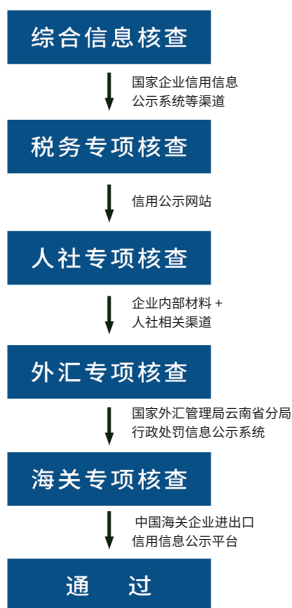 综合信息核查
国家企业信用信息
公示系统等渠道
税务专项核查
信用公示网站
人社专项核查
企业内部材料 +
人社相关渠道
外汇专项核查
国家外汇管理局云南省分局
行政处罚信息公示系统
海关专项核查
中国海关企业进出口
信用信息公示平台
通 过